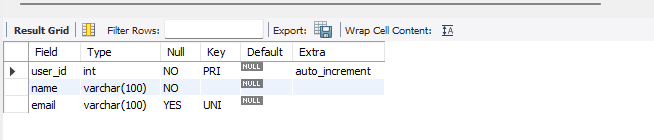 Result Grid Filter Rows: Export: Wrap Cell Content: IA
Field Type Null Key Default Extra
user_id int NO PRI NULL auto_increment
name varchar(100) NO NULL
email varchar(100) YES UNI NULL